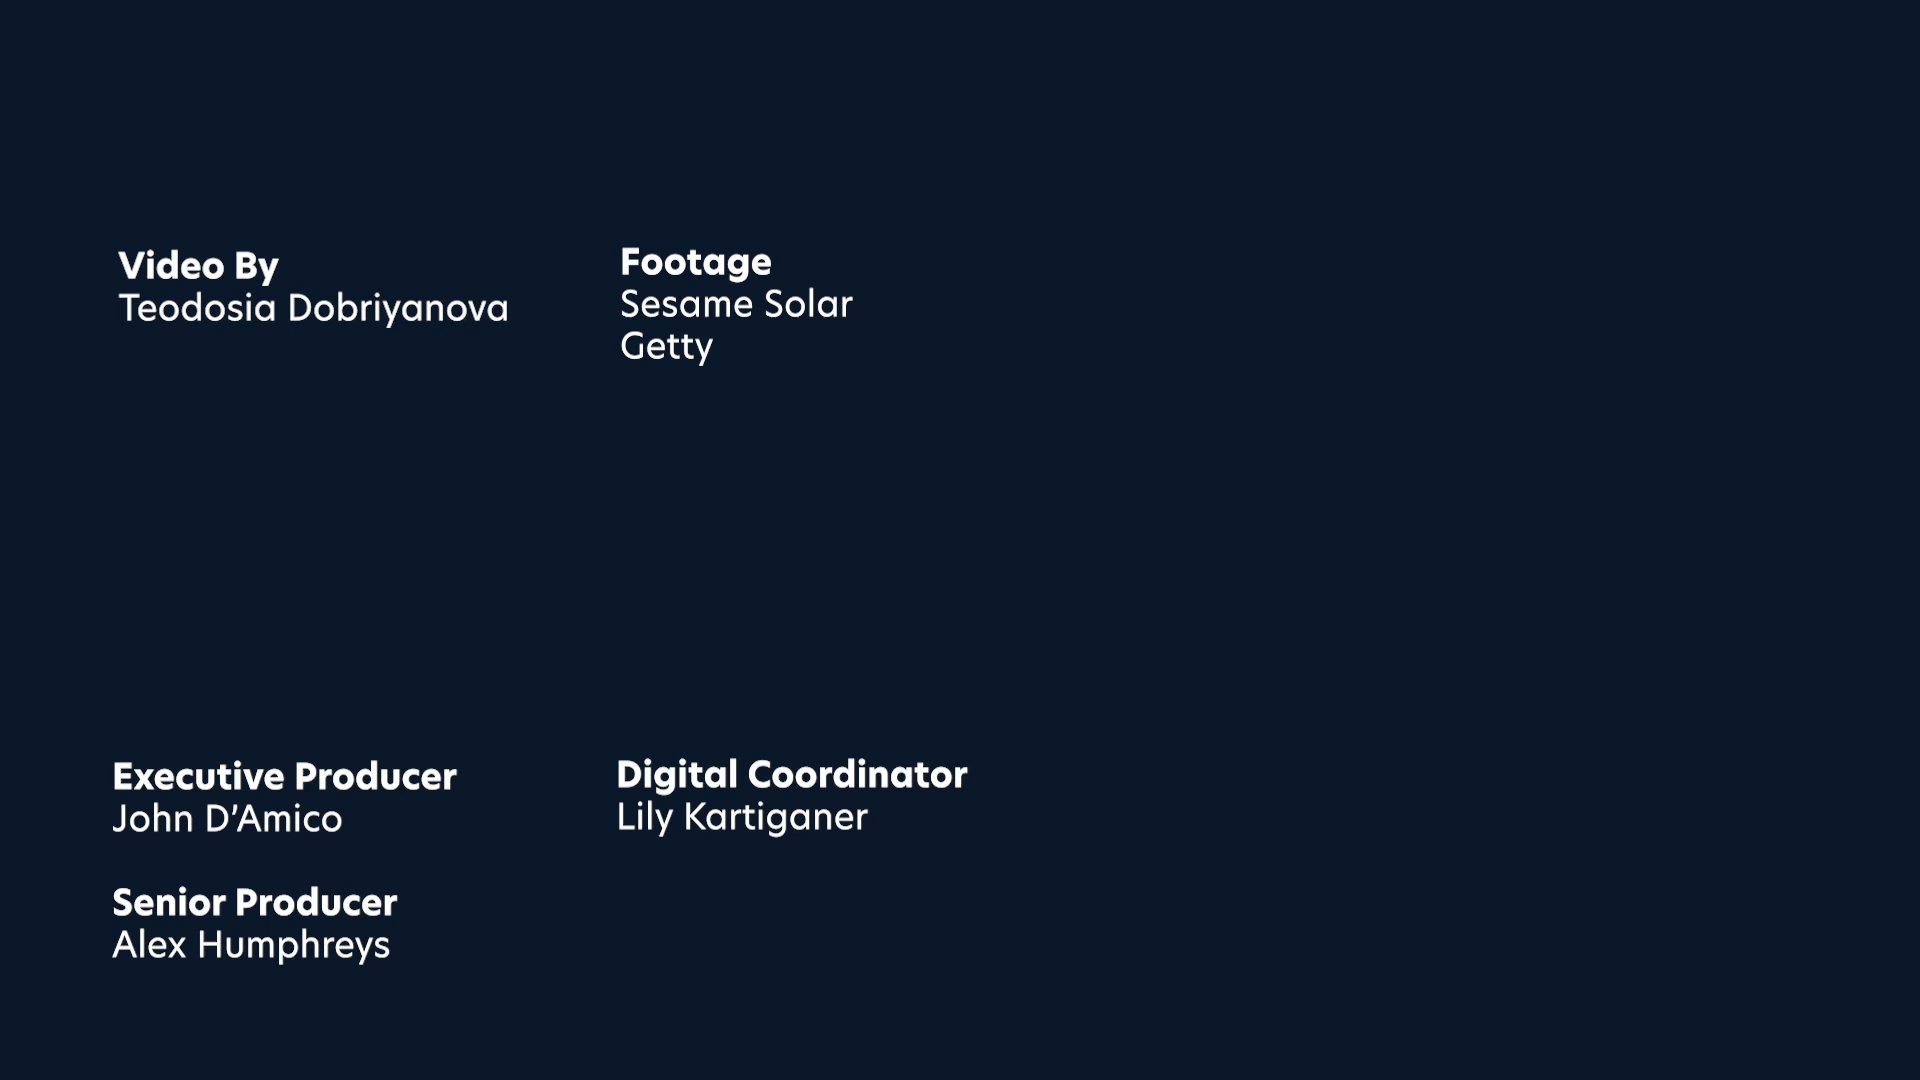 Video By
Teodosia Dobriyanova
Footage
Sesame Solar
Getty
Executive Producer
John D’Amico
Senior Producer
Alex Humphreys
Digital Coordinator
Lily Kartiganer